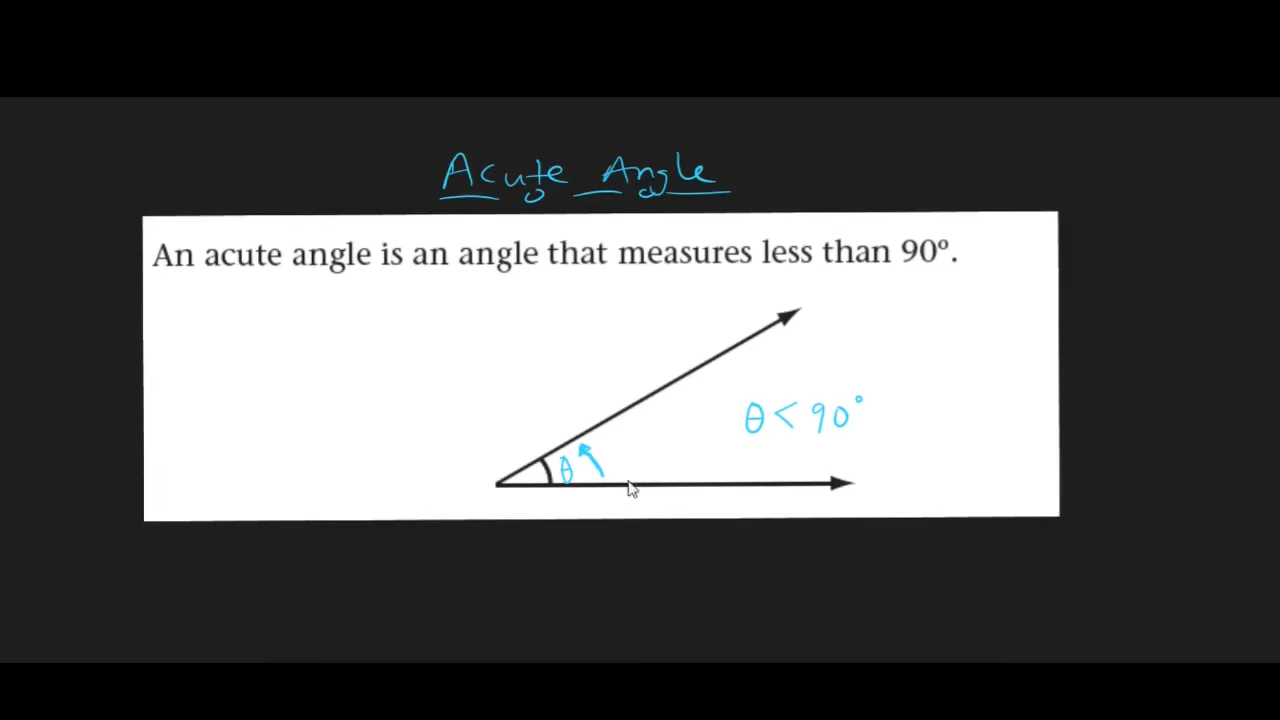 Acute Angle
An acute angle is an angle that measures less than 90º.
θ < 90°
θ